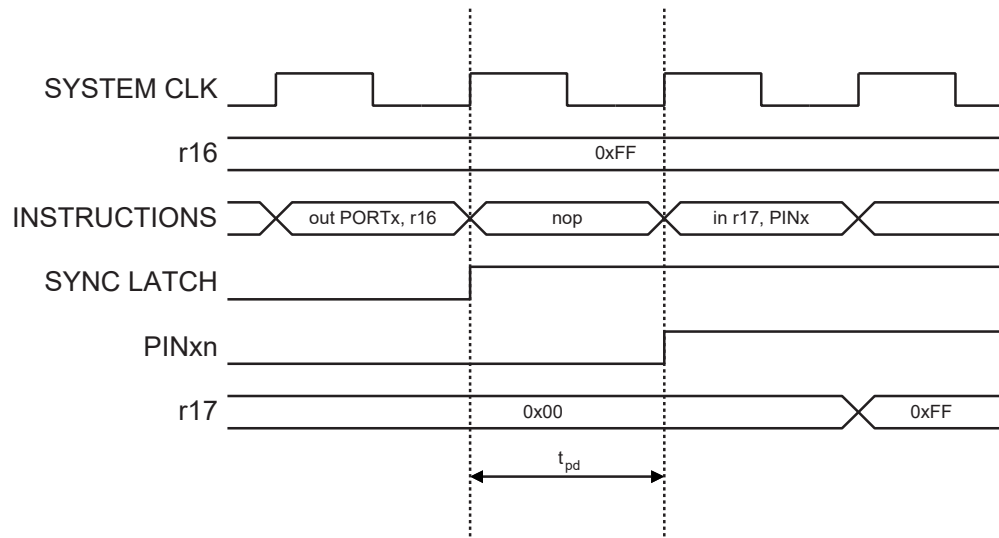 SYSTEM CLK
r16
0xFF
INSTRUCTIONS
out PORTx, r16
nop
in r17, PINx
SYNC LATCH
PINxn
r17
0x00
0xFF
tpd